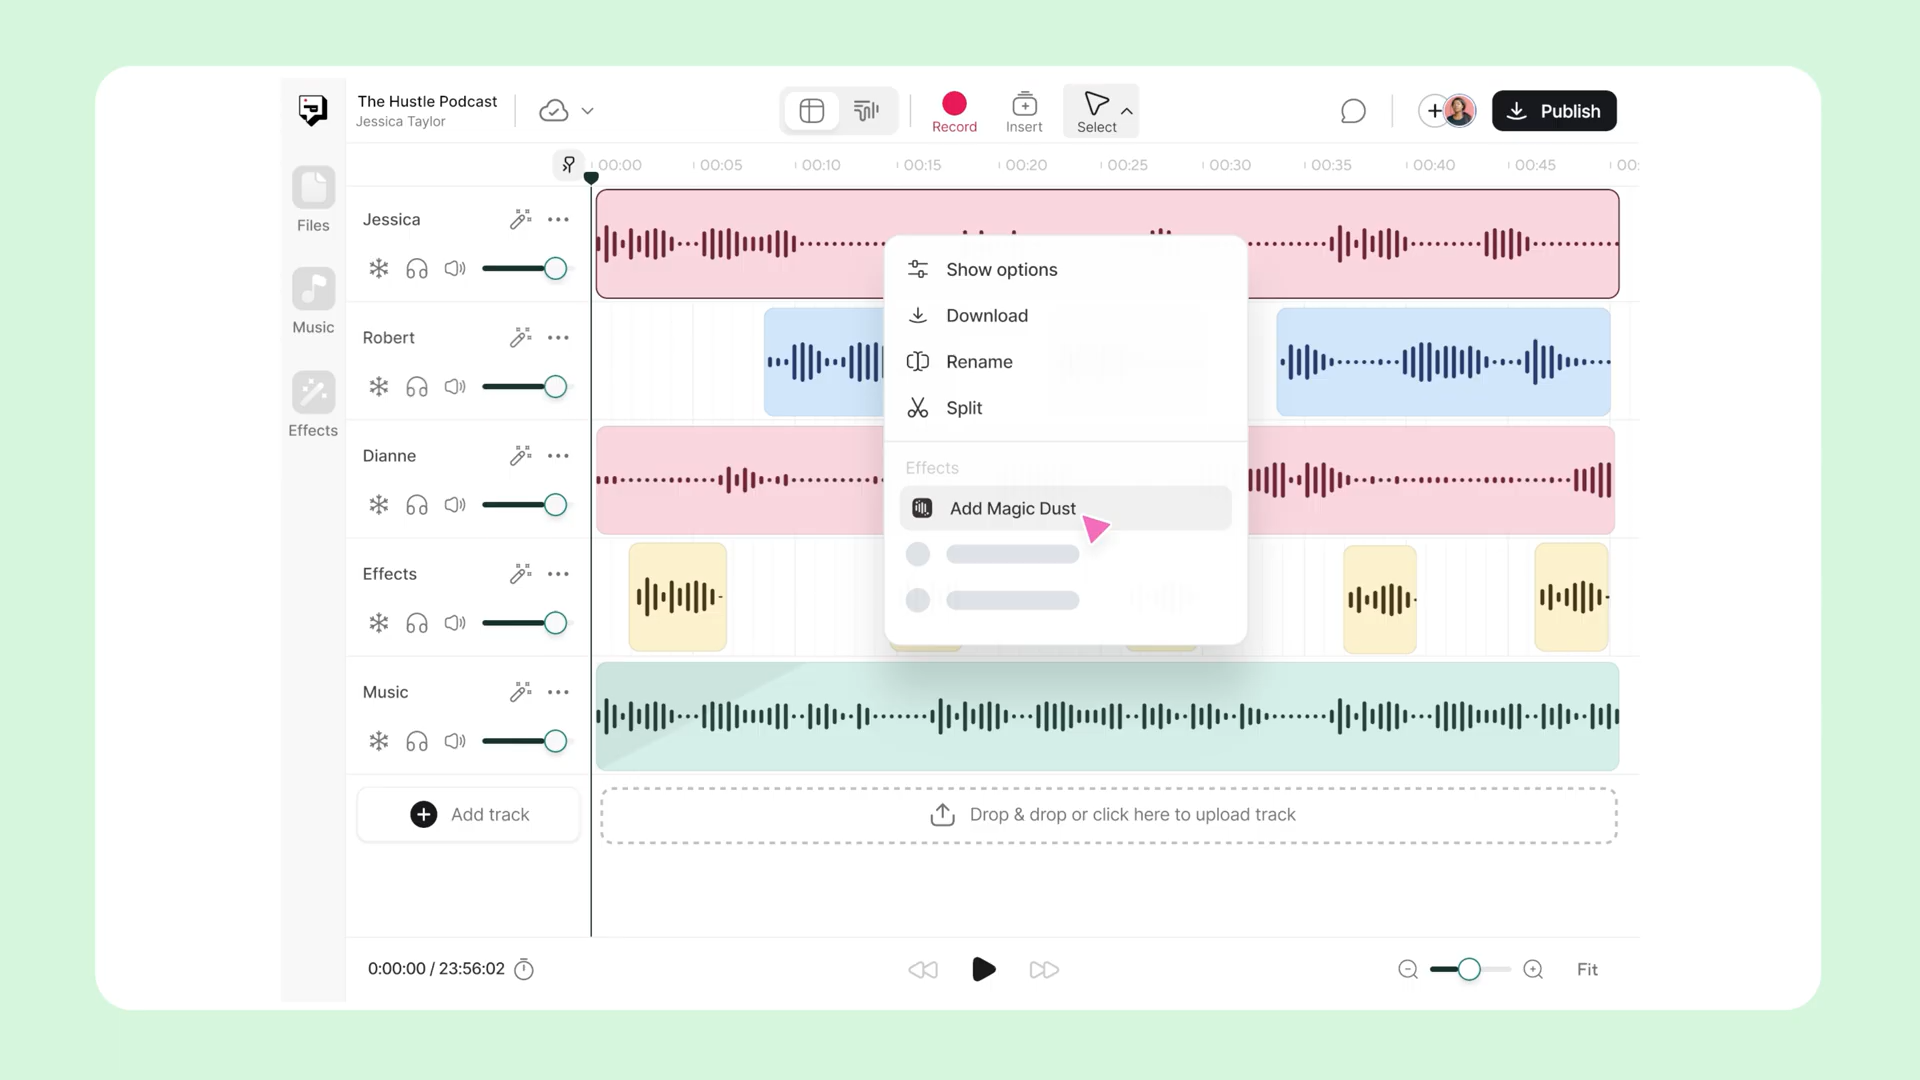 The Hustle Podcast
Jessica Taylor
Record
Insert
Select
Publish
00:00 00:05 00:10 00:15 00:20 00:25 00:30 00:35 00:40 00:45 00:
Files
Music
Effects
Jessica
Robert
Dianne
Effects
Music
Show options
Download
Rename
Split
Effects
Add Magic Dust
Add track
Drop & drop or click here to upload track
0:00:00 / 23:56:02
Fit